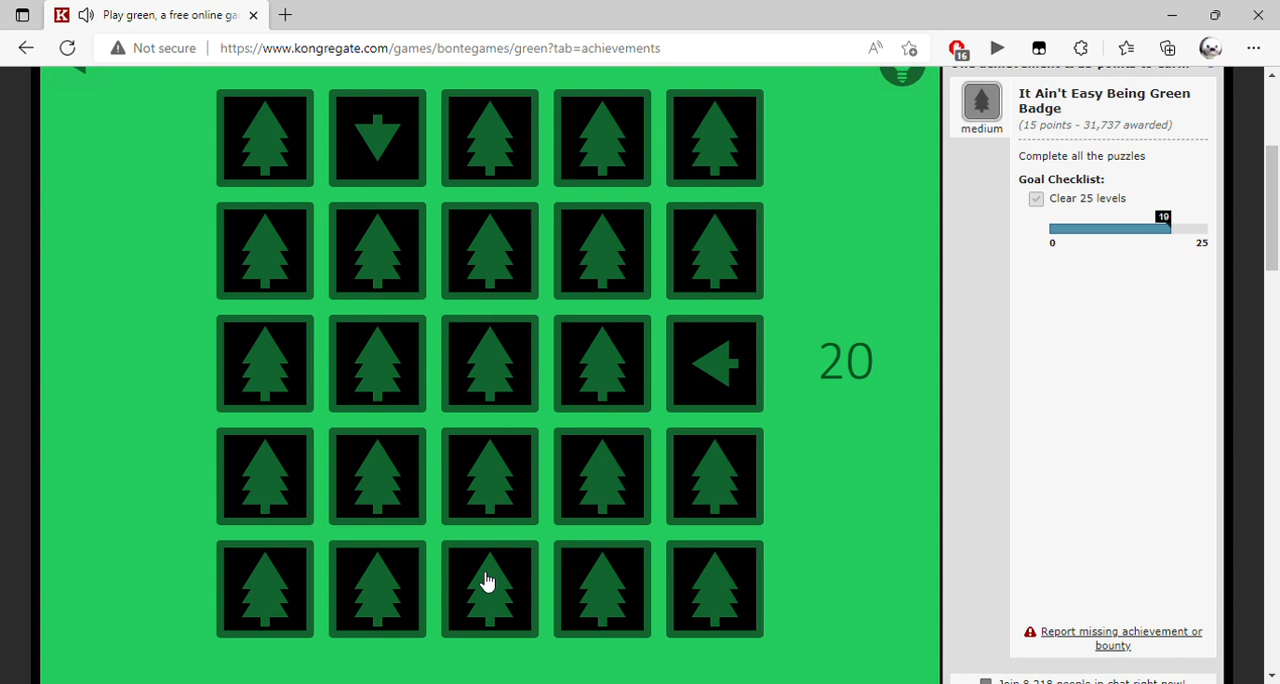 Play green, a free online ga
Not secure
https://www.kongregate.com/games/bontegames/green?tab=achievements
16
It Ain't Easy Being Green
Badge
(15 points - 31,737 awarded)
medium
Complete all the puzzles
Goal Checklist:
Clear 25 levels
19
0
25
20
Report missing achievement or
bounty